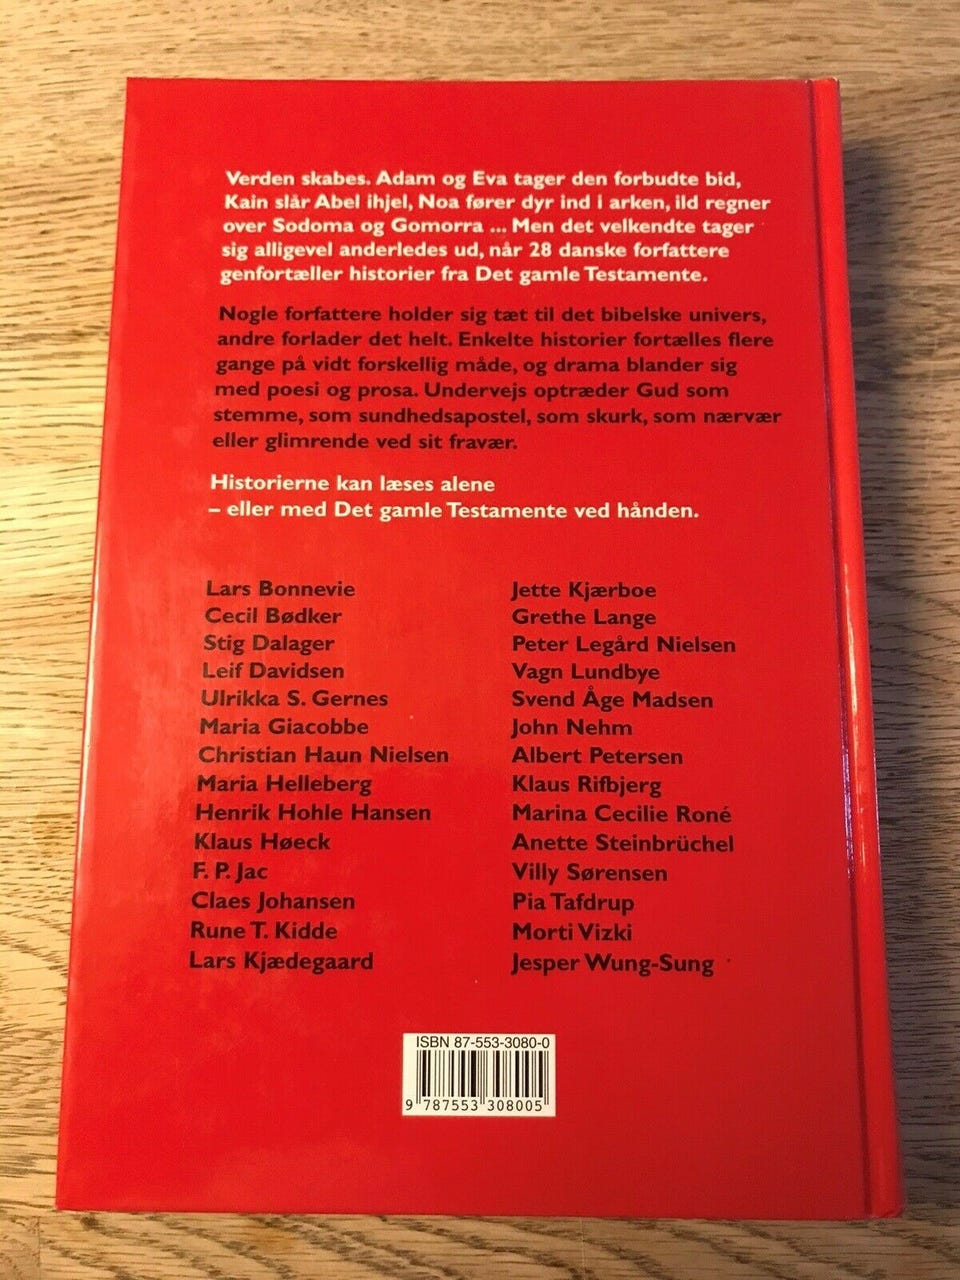 Verden skabes. Adam og Eva tager den forbudte bid,
Kain slår Abel ihjel, Noa fører dyr ind i arken, ild regner
over Sodoma og Gomorra ... Men det velkendte tager
sig alligevel anderledes ud, når 28 danske forfattere
genfortæller historier fra Det gamle Testamente.
Nogle forfattere holder sig tæt til det bibelske univers,
andre forlader det helt. Enkelte historier fortælles flere
gange på vidt forskellig måde, og drama blander sig
med poesi og prosa. Undervejs optræder Gud som
stemme, som sundhedsapostel, som skurk, som nærvær
eller glimrende ved sit fravær.
Historierne kan læses alene
– eller med Det gamle Testamente ved hånden.
Lars Bonnevie
Cecil Bødker
Stig Dalager
Leif Davidsen
Ulrikka S. Gernes
Maria Giacobbe
Christian Haun Nielsen
Maria Helleberg
Henrik Hohle Hansen
Klaus Høeck
F. P. Jac
Claes Johansen
Rune T. Kidde
Lars Kjædegaard
Jette Kjærboe
Grethe Lange
Peter Legård Nielsen
Vagn Lundbye
Svend Åge Madsen
John Nehm
Albert Petersen
Klaus Rifbjerg
Marina Cecilie Roné
Anette Steinbrüchel
Villy Sørensen
Pia Tafdrup
Morti Vizki
Jesper Wung-Sung
ISBN 87-553-3080-0
9 787553 308005